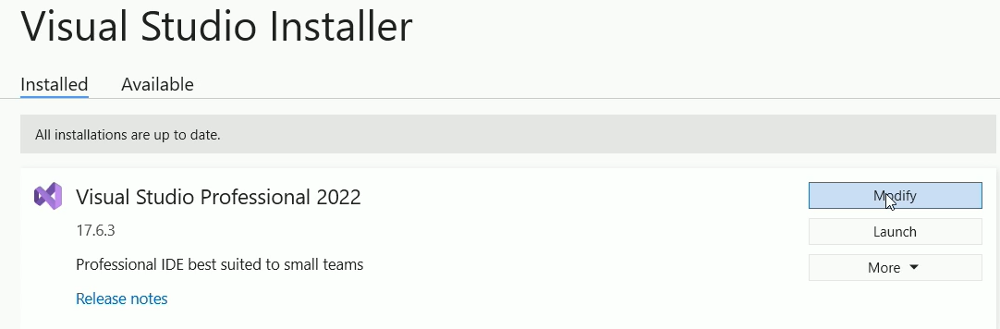 Visual Studio Installer
Installed Available
All installations are up to date.
Visual Studio Professional 2022
Modify
17.6.3
Launch
Professional IDE best suited to small teams
More
Release notes